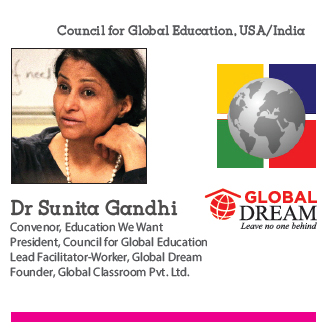 Council for Global Education, USA/India
f need
GLOBAL
DREAM
Leave no one behind
Dr Sunita Gandhi
Convenor, Education We Want
President, Council for Global Education
Lead Facilitator-Worker, Global Dream
Founder, Global Classroom Pvt. Ltd.